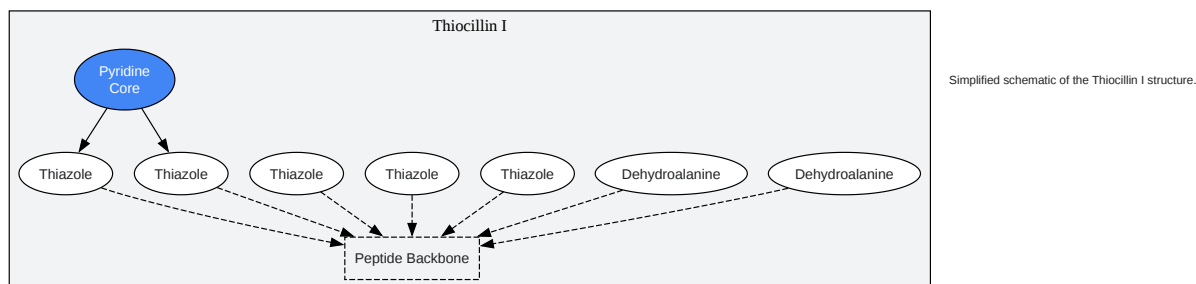 Thiocillin I
Pyridine
Core
Simplified schematic of the Thiocillin I structure.
Thiazole
Thiazole
Thiazole
Thiazole
Thiazole
Dehydroalanine
Dehydroalanine
Peptide Backbone